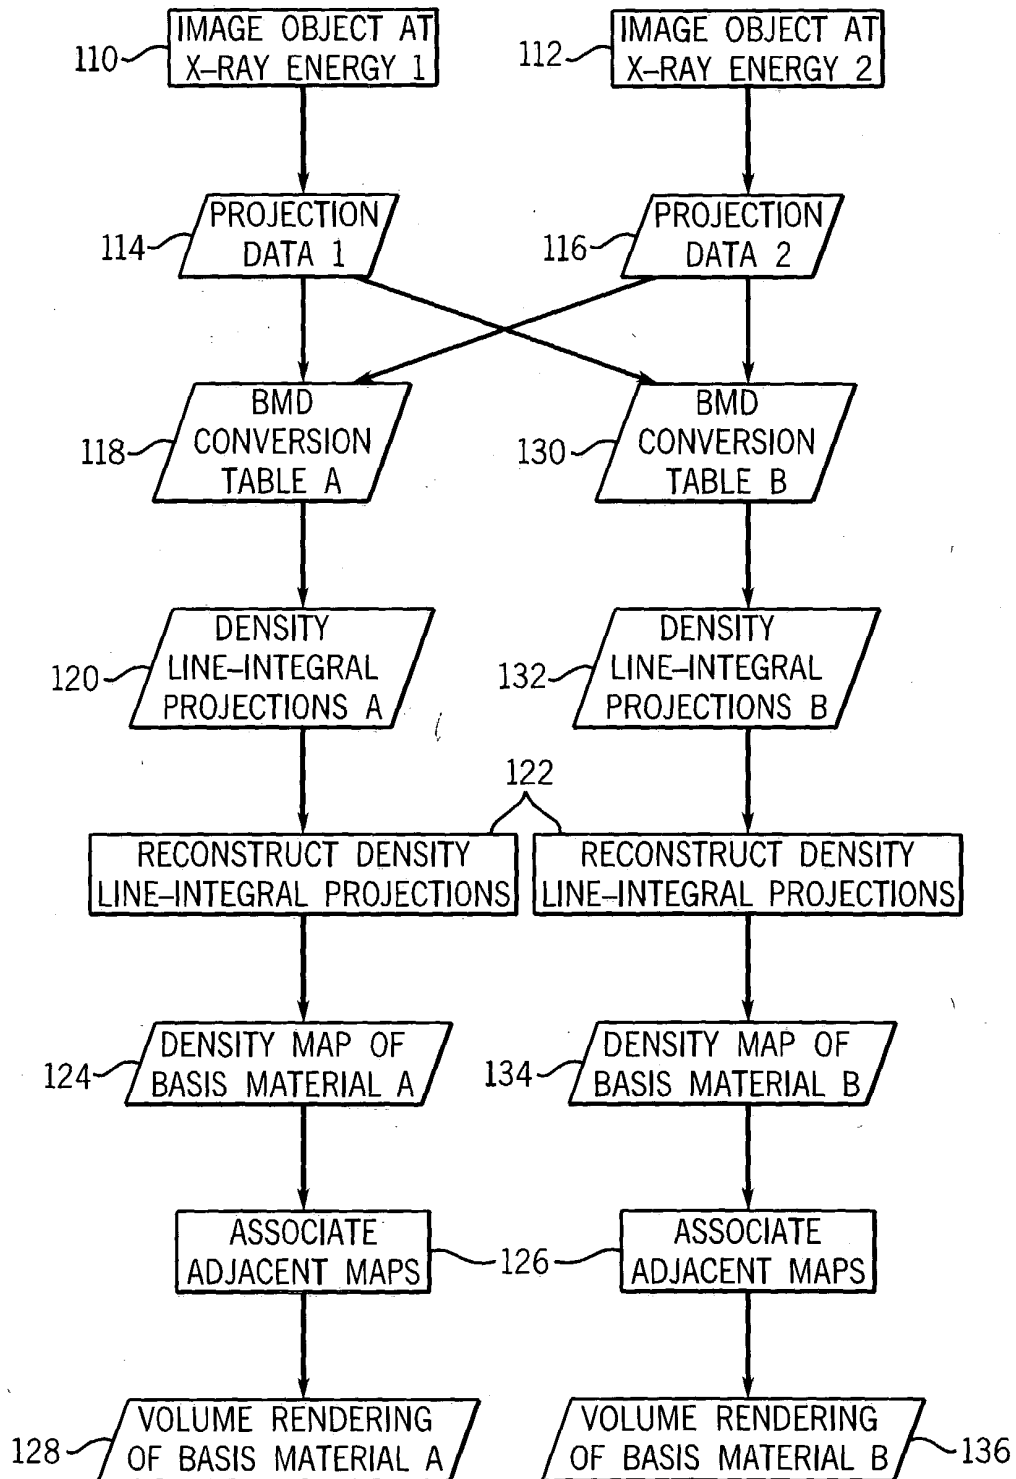 IMAGE OBJECT AT
X–RAY ENERGY 1
110
IMAGE OBJECT AT
X–RAY ENERGY 2
112
PROJECTION
DATA 1
114
PROJECTION
DATA 2
116
BMD
CONVERSION
TABLE A
118
BMD
CONVERSION
TABLE B
130
DENSITY
LINE–INTEGRAL
PROJECTIONS A
120
DENSITY
LINE–INTEGRAL
PROJECTIONS B
132
122
RECONSTRUCT DENSITY
LINE–INTEGRAL PROJECTIONS
RECONSTRUCT DENSITY
LINE–INTEGRAL PROJECTIONS
DENSITY MAP OF
BASIS MATERIAL A
124
DENSITY MAP OF
BASIS MATERIAL B
134
ASSOCIATE
ADJACENT MAPS
126
ASSOCIATE
ADJACENT MAPS
VOLUME RENDERING
OF BASIS MATERIAL A
128
VOLUME RENDERING
OF BASIS MATERIAL B
136